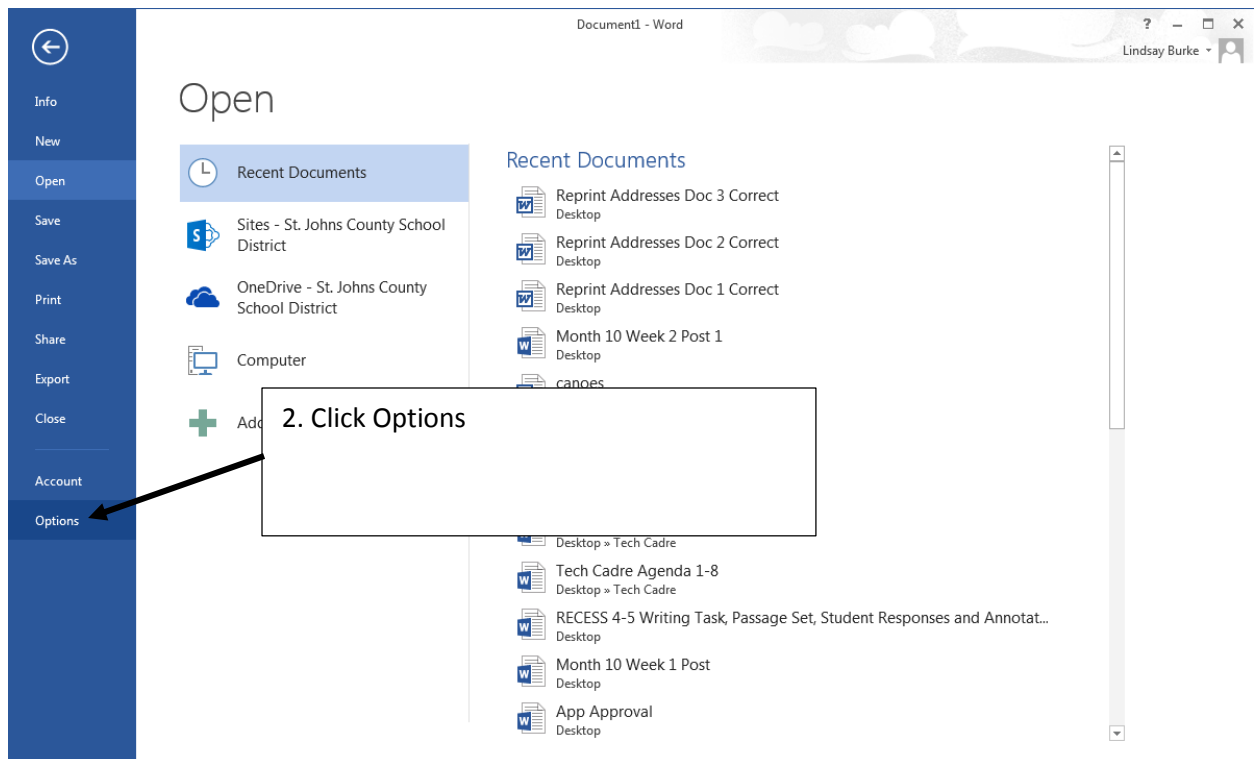 Document1 - Word
?
Lindsay Burke
Info
New
Open
Save
Save As
Print
Share
Export
Close
Account
Options
Open
Recent Documents
Sites - St. Johns County School
District
OneDrive - St. Johns County
School District
Computer
Recent Documents
Reprint Addresses Doc 3 Correct
Desktop
Reprint Addresses Doc 2 Correct
Desktop
Reprint Addresses Doc 1 Correct
Desktop
Month 10 Week 2 Post 1
Desktop
canoes
2. Click Options
Desktop » Tech Cadre
Tech Cadre Agenda 1-8
Desktop » Tech Cadre
RECESS 4-5 Writing Task, Passage Set, Student Responses and Annotat...
Desktop
Month 10 Week 1 Post
Desktop
App Approval
Desktop